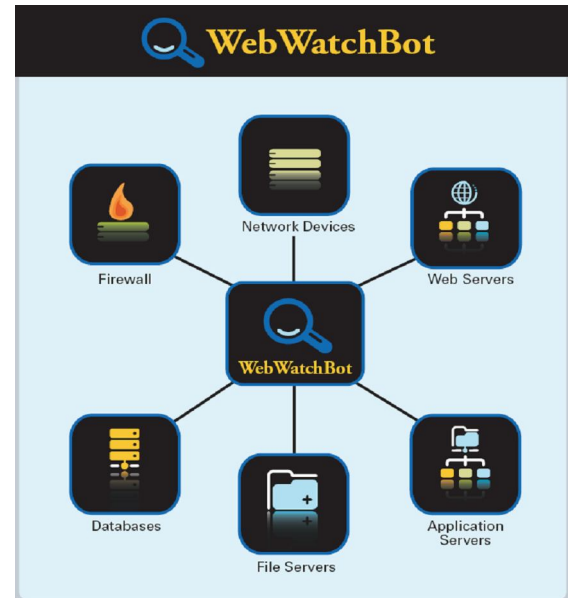 WebWatchBot
Network Devices
Firewall
Web Servers
WebWatchBot
Databases
Application
Servers
File Servers